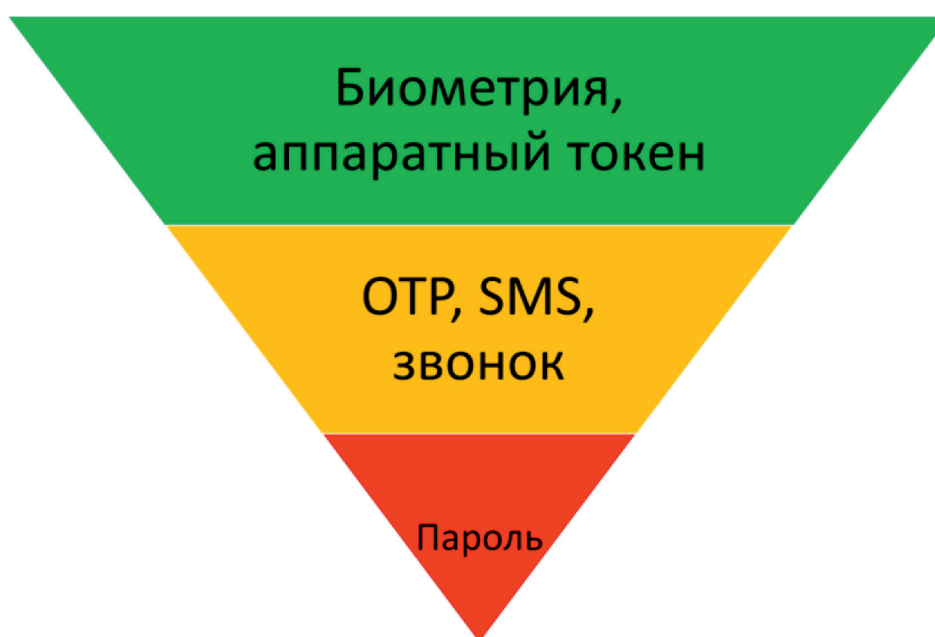 Биометрия,
аппаратный токен
OTP, SMS,
звонок
Пароль